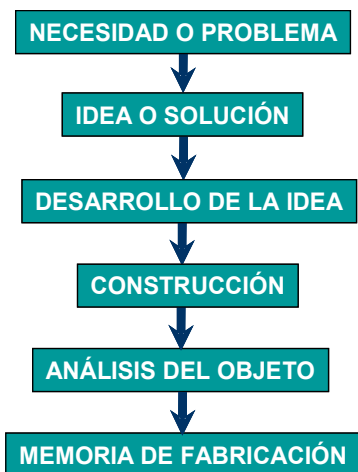 NECESIDAD O PROBLEMA
IDEA O SOLUCIÓN
DESARROLLO DE LA IDEA
CONSTRUCCIÓN
ANÁLISIS DEL OBJETO
MEMORIA DE FABRICACIÓN